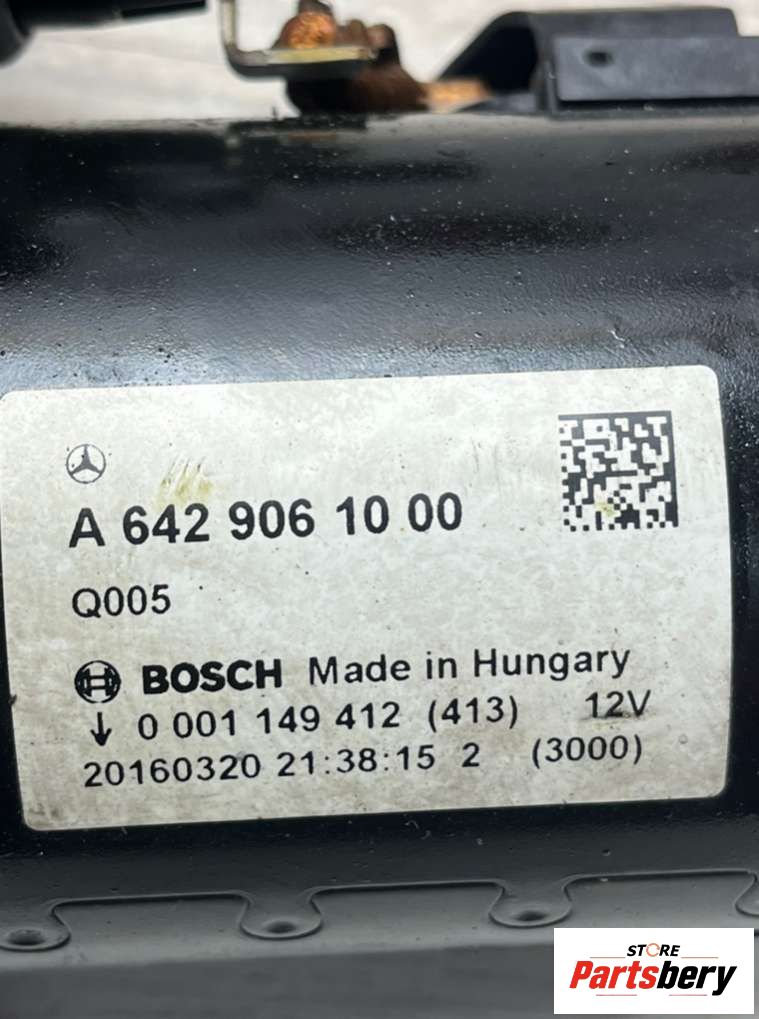 A 642 906 10 00
Q005
BOSCH Made in Hungary
0 001 149 412 (413) 12V
20160320 21:38:15 2 (3000)
STORE
Partsbery